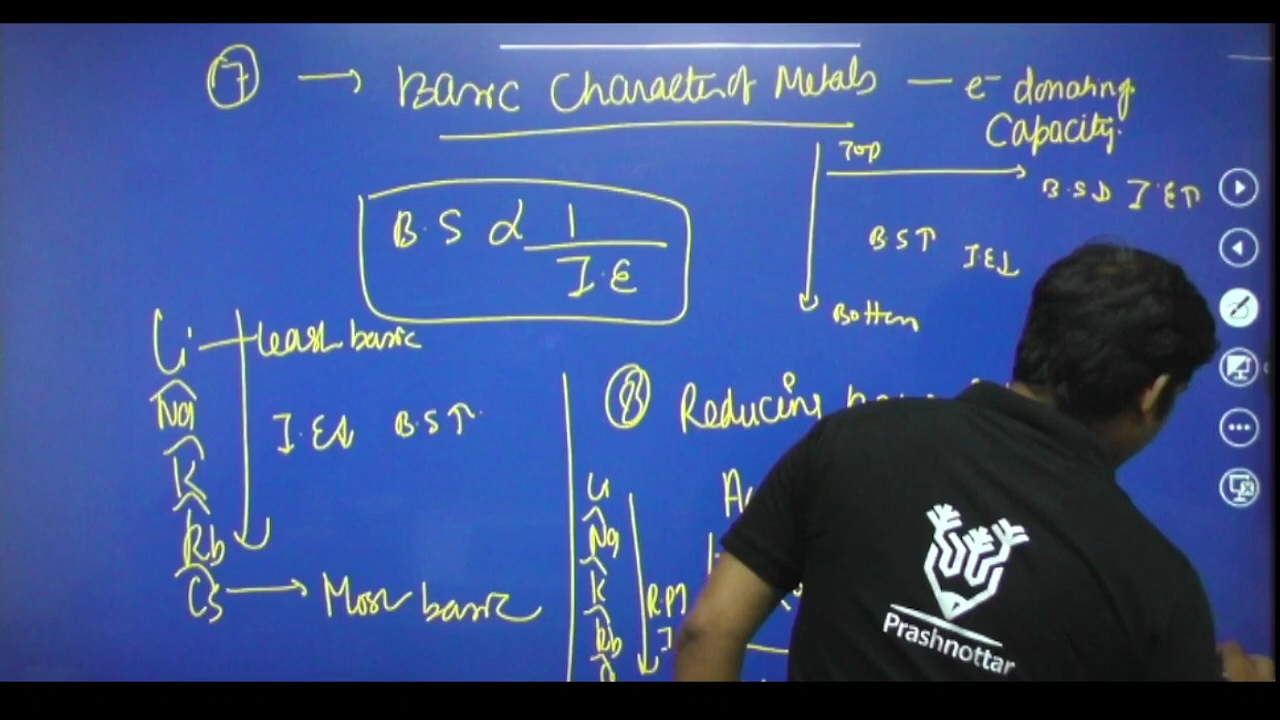 7 → Basic Character of Metals — e⁻ donating
Capacity.
Top
B.S↓ I.E↑
B.S ∝ 1 / I.E
B.S↑ I.E↓
Bottom
Li — Least basic
Na
K
Rb
Cs → Most basic
I.E↓ B.S↑
8 Reducing
Li
Na
K
Rb
R.P↑
Prashnottar